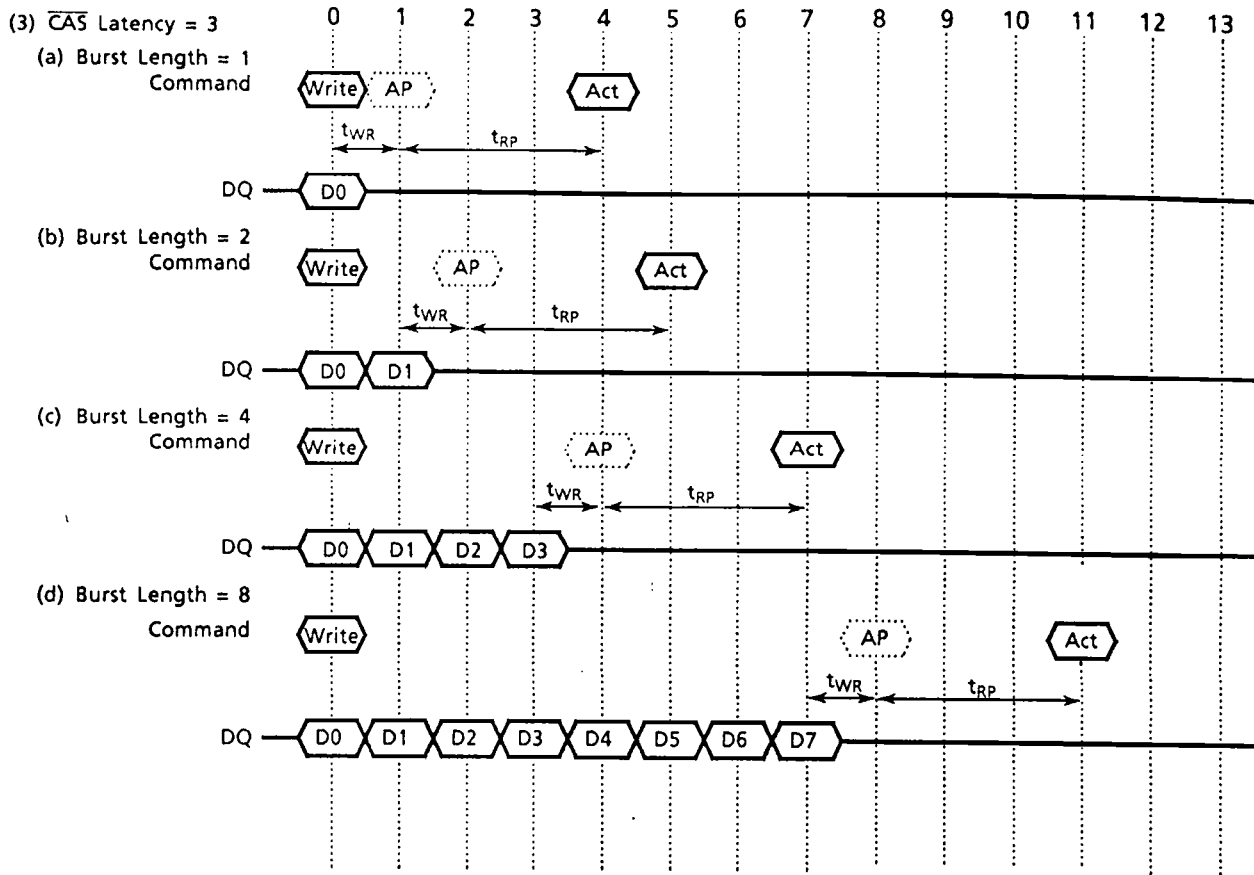 (3) CAS Latency = 3 0 1 2 3 4 5 6 7 8 9 10 11 12 13
(a) Burst Length = 1
Command Write AP Act
tWR tRP
DQ D0
(b) Burst Length = 2
Command Write AP Act
tWR tRP
DQ D0 D1
(c) Burst Length = 4
Command Write AP Act
tWR tRP
DQ D0 D1 D2 D3
(d) Burst Length = 8
Command Write AP Act
tWR tRP
DQ D0 D1 D2 D3 D4 D5 D6 D7